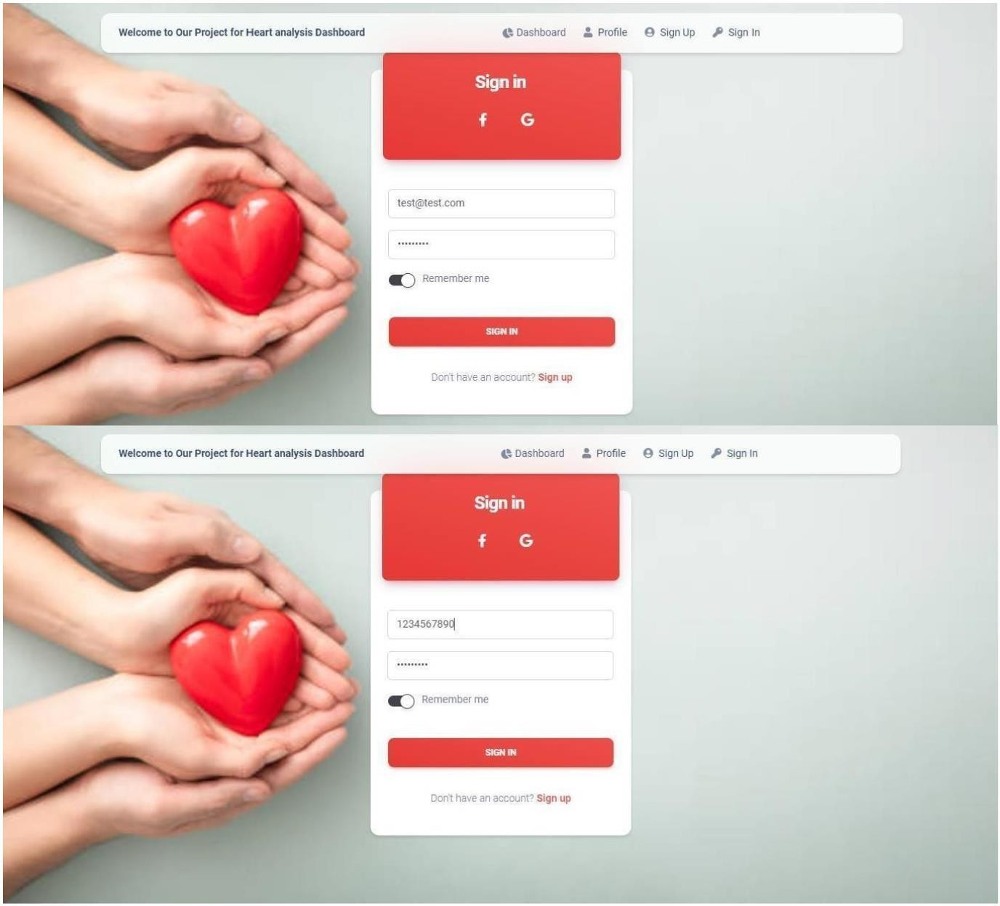 Welcome to Our Project for Heart analysis Dashboard Dashboard Profile Sign Up Sign In
Sign in
test@test.com
•••••••••
Remember me
SIGN IN
Don't have an account? Sign up
Welcome to Our Project for Heart analysis Dashboard Dashboard Profile Sign Up Sign In
Sign in
1234567890
•••••••••
Remember me
SIGN IN
Don't have an account? Sign up